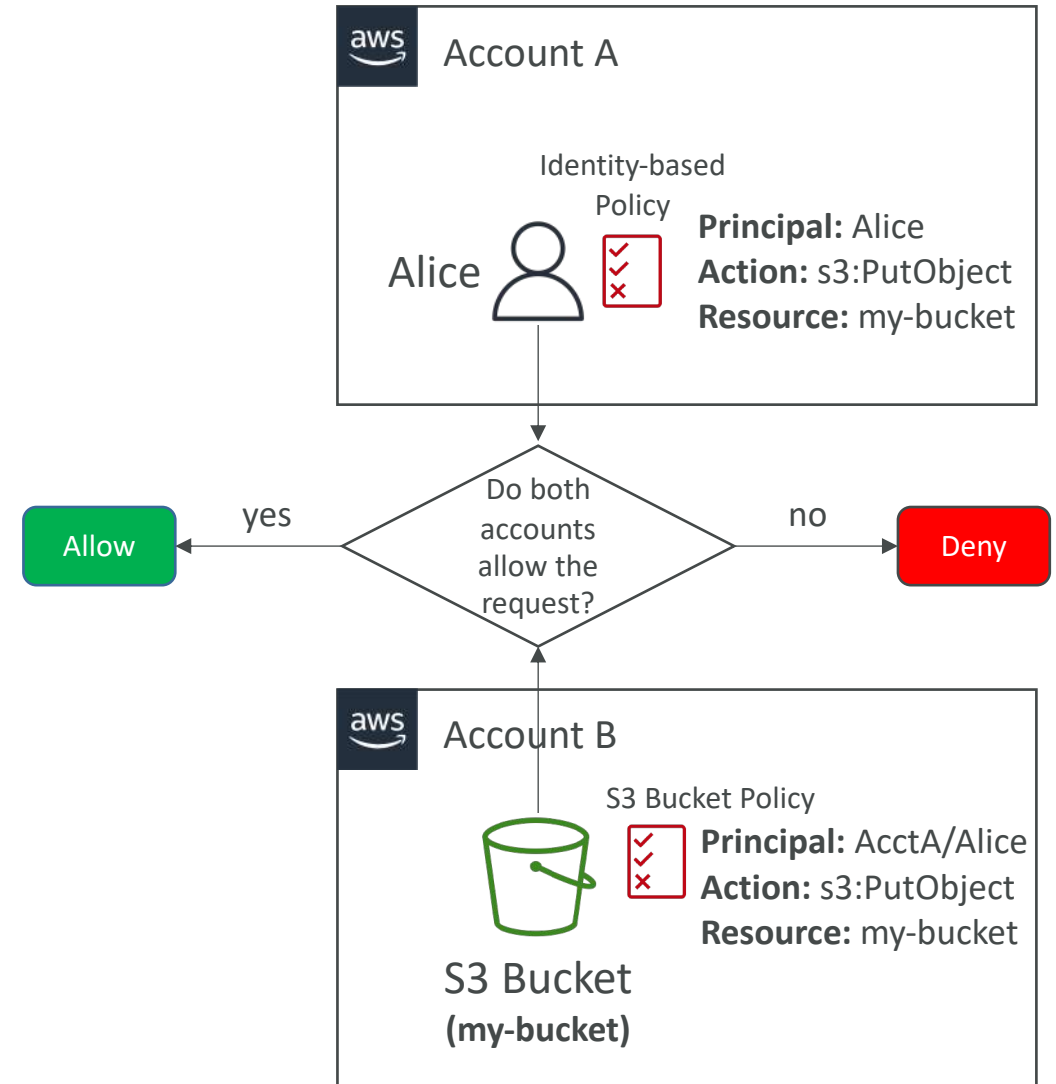 aws
Account A
Identity-based
Policy
Alice
Principal: Alice
Action: s3:PutObject
Resource: my-bucket
Do both
accounts
allow the
request?
yes
no
Allow
Deny
aws
Account B
S3 Bucket Policy
Principal: AcctA/Alice
Action: s3:PutObject
Resource: my-bucket
S3 Bucket
(my-bucket)